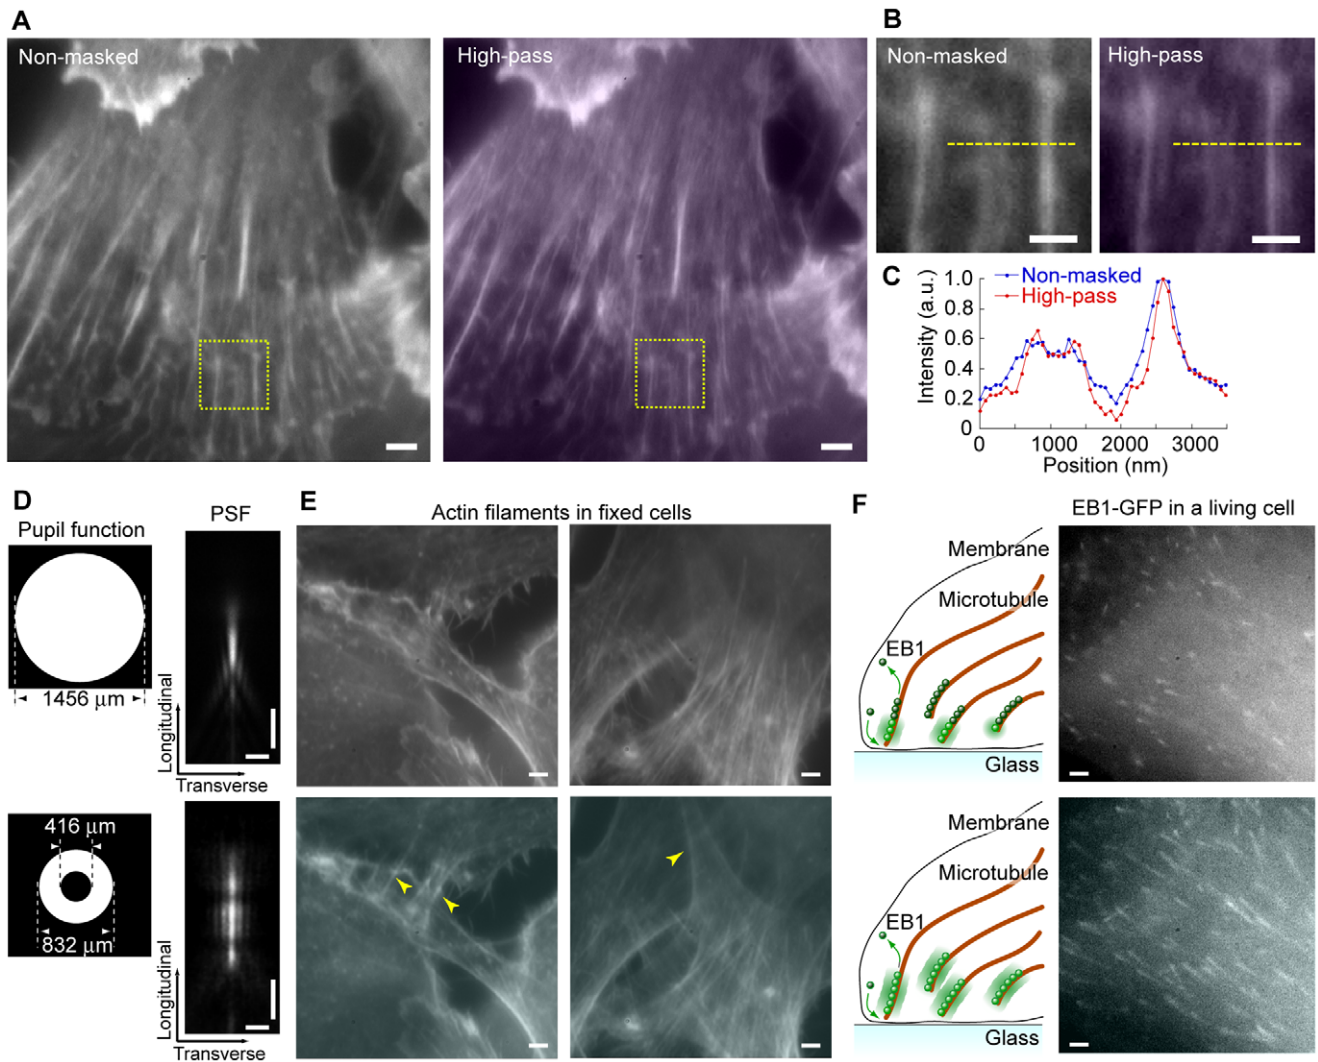 A
Non-masked
High-pass
B
Non-masked
High-pass
C
Non-masked
High-pass
Intensity (a.u.)
1.0
0.8
0.6
0.4
0.2
0
0
1000
2000
3000
Position (nm)
D
Pupil function
PSF
1456 µm
Longitudinal
Transverse
416 µm
832 µm
Longitudinal
Transverse
E
Actin filaments in fixed cells
F
EB1-GFP in a living cell
Membrane
Microtubule
EB1
Glass
Membrane
Microtubule
EB1
Glass